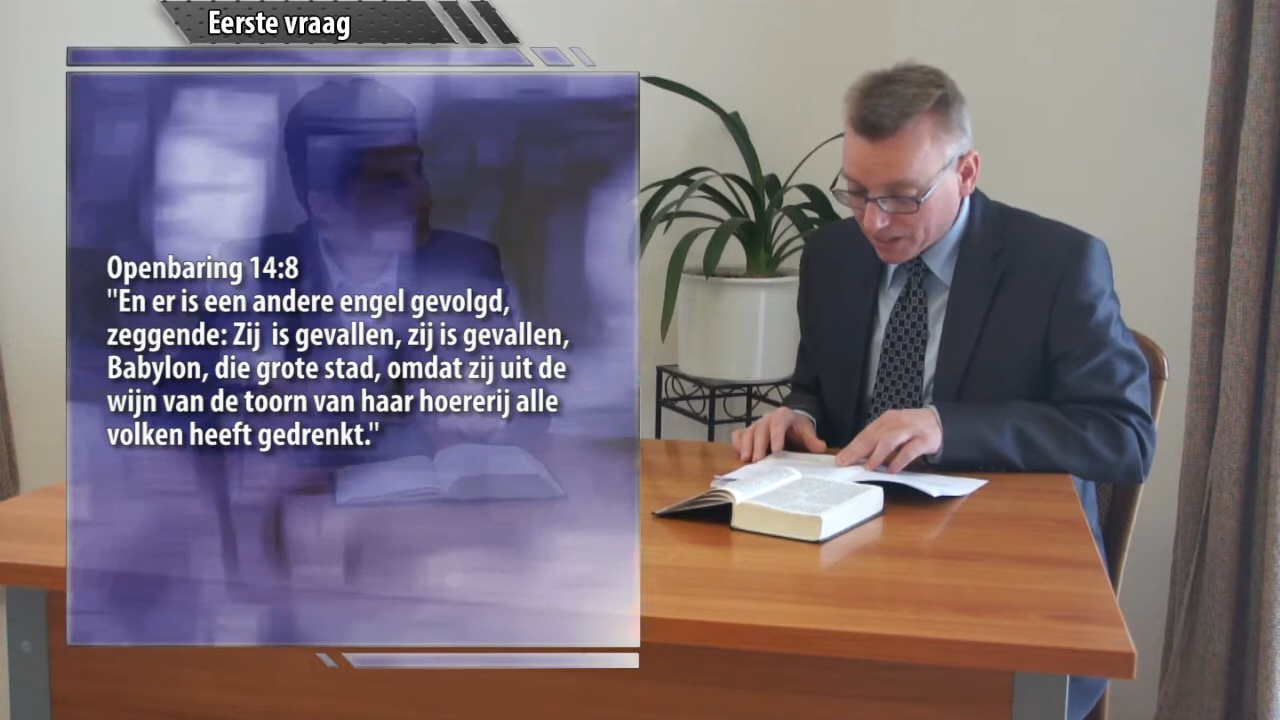 Eerste vraag
Openbaring 14:8
"En er is een andere engel gevolgd,
zeggende: Zij  is gevallen, zij is gevallen,
Babylon, die grote stad, omdat zij uit de
wijn van de toorn van haar hoererij alle
volken heeft gedrenkt."